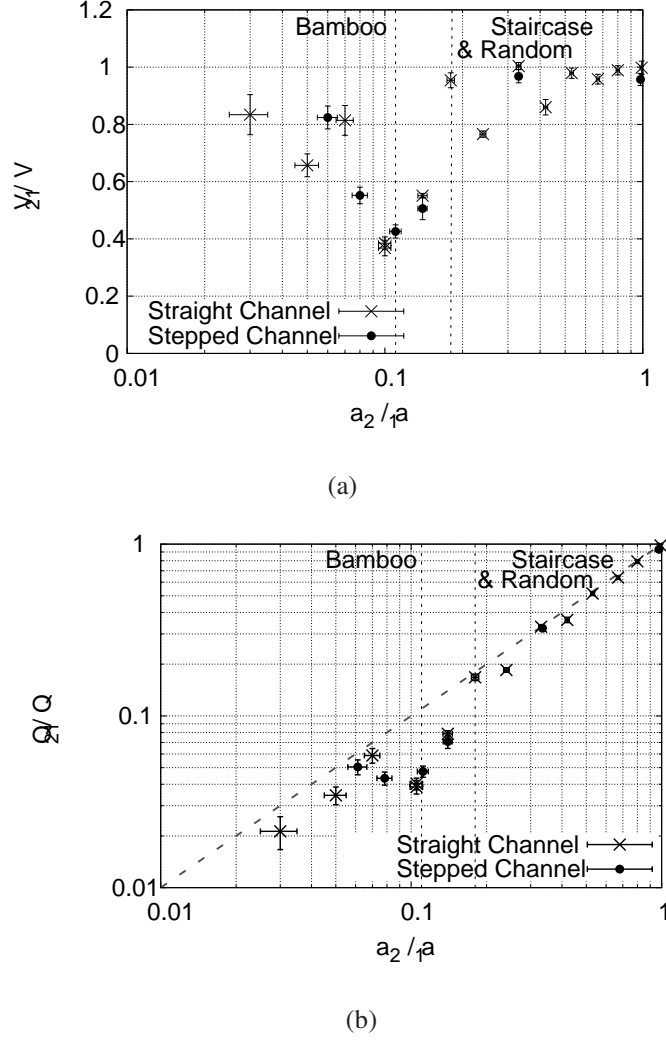 1.2
1
0.8
0.6
0.4
0.2
0
Bamboo
Staircase
& Random
Straight Channel
Stepped Channel
0.01
0.1
1
a2 /1a
(a)
1
0.1
0.01
Bamboo
Staircase
& Random
Straight Channel
Stepped Channel
0.01
0.1
1
a2 /1a
(b)